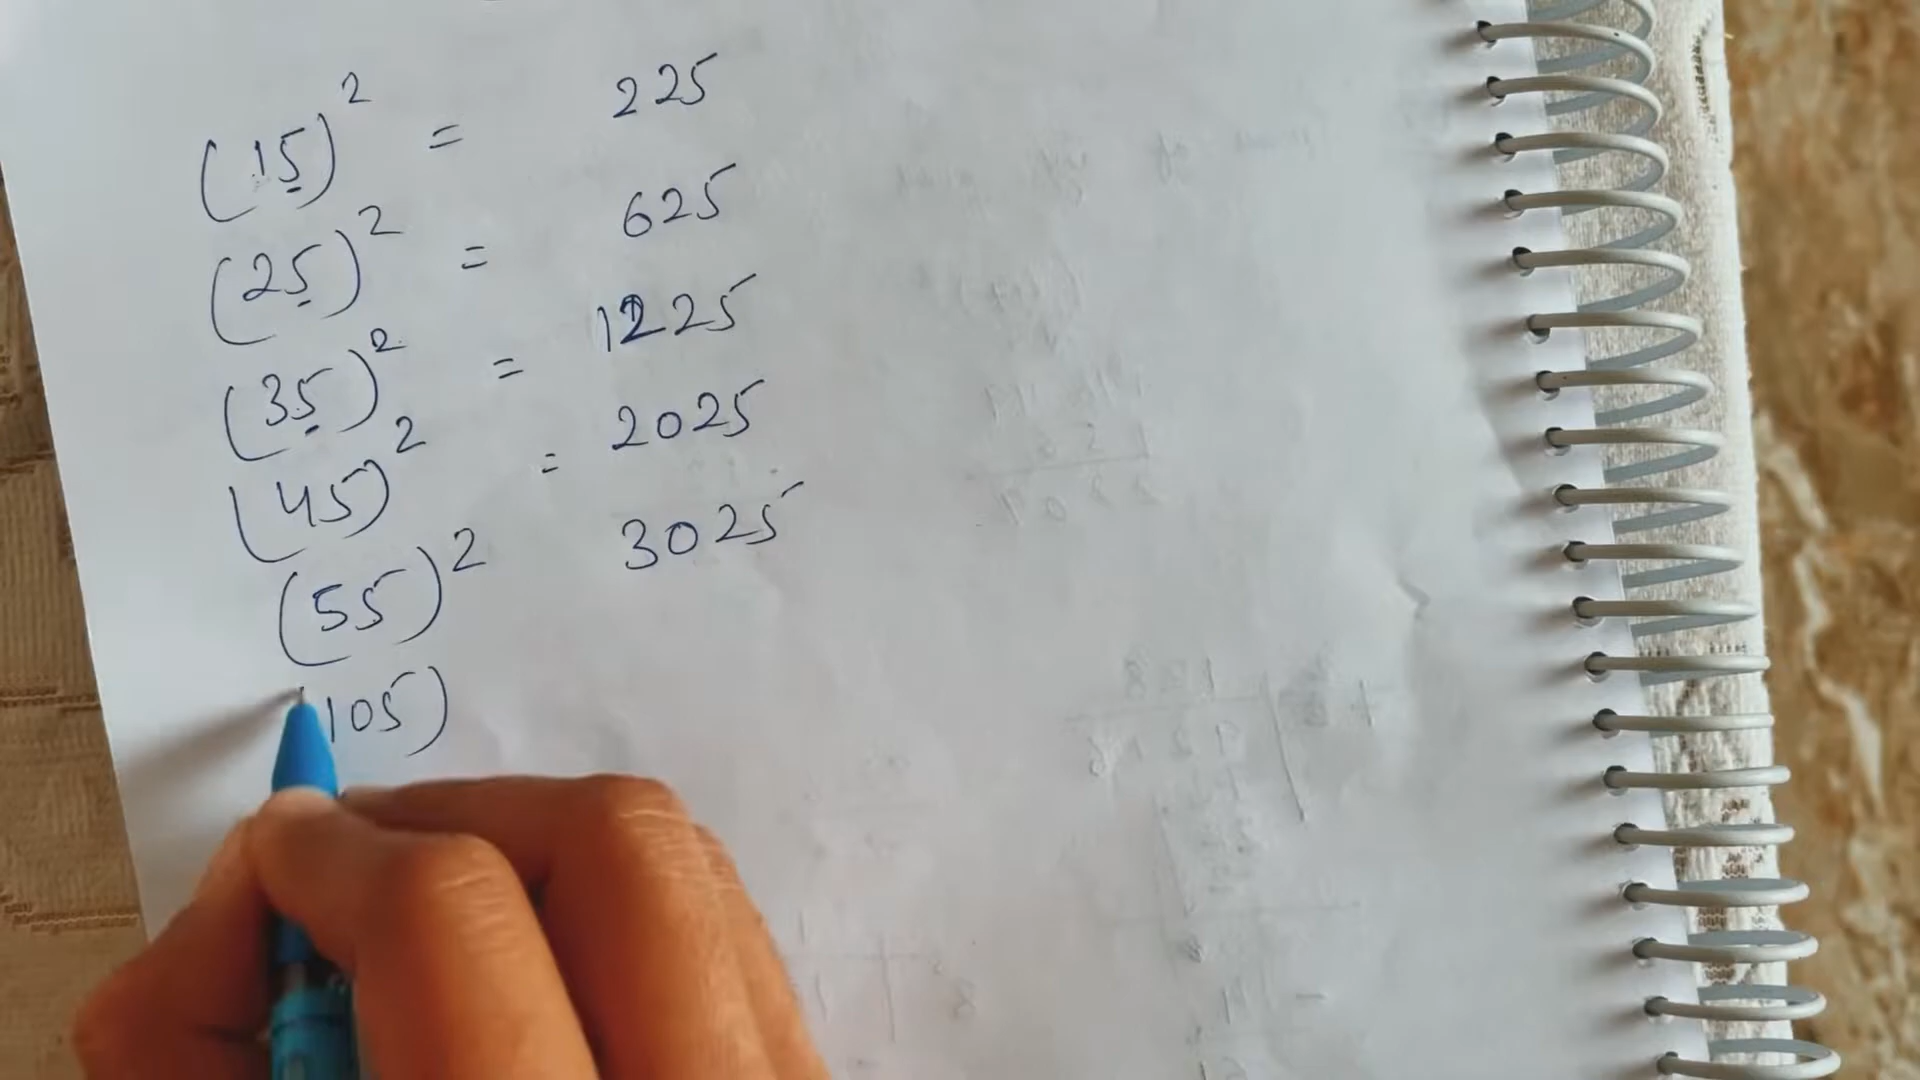 (15)² = 225
(25)² = 625
(35)² = 1225
(45)² = 2025
(55)² 3025
105)